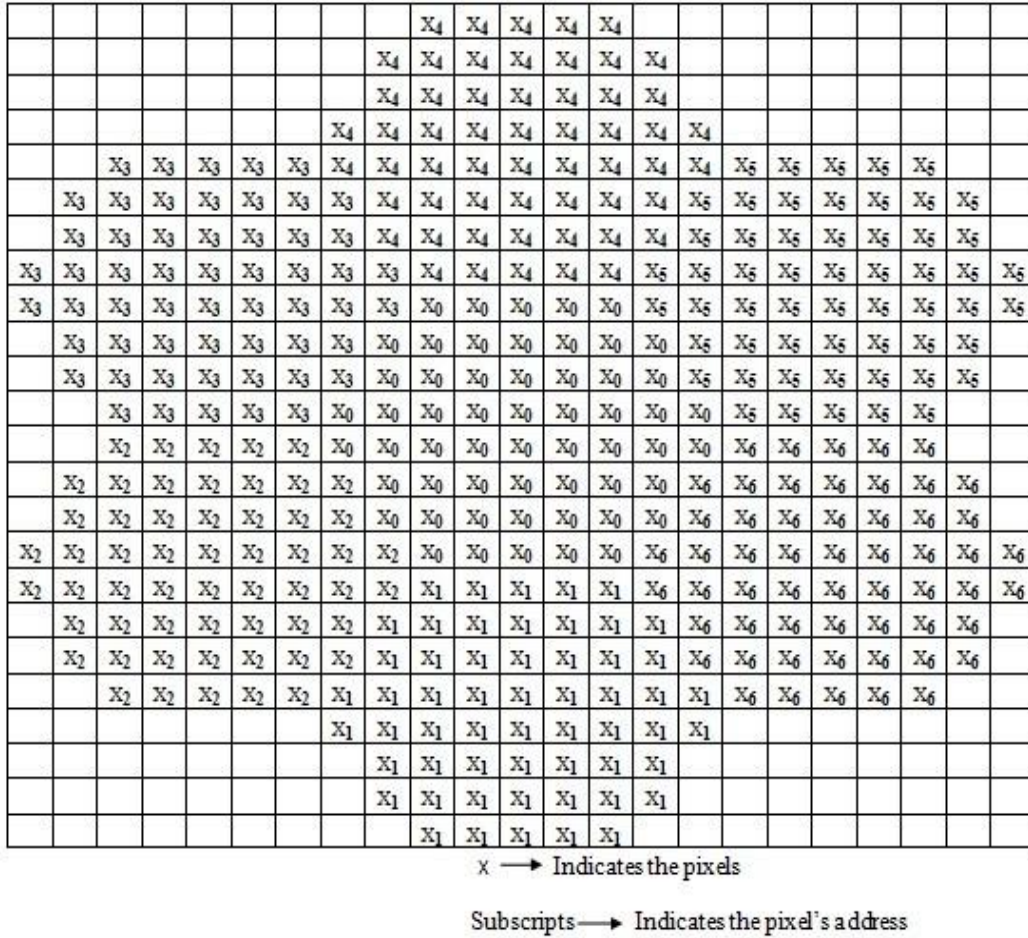 X₄ X₄ X₄ X₄ X₄
X₄ X₄ X₄ X₄ X₄ X₄ X₄
X₄ X₄ X₄ X₄ X₄ X₄ X₄
X₄ X₄ X₄ X₄ X₄ X₄ X₄ X₄ X₄
X₃ X₃ X₃ X₃ X₃ X₄ X₄ X₄ X₄ X₄ X₄ X₄ X₄ X₄ X₅ X₅ X₅ X₅ X₅
X₃ X₃ X₃ X₃ X₃ X₃ X₃ X₄ X₄ X₄ X₄ X₄ X₄ X₄ X₅ X₅ X₅ X₅ X₅ X₅ X₅
X₃ X₃ X₃ X₃ X₃ X₃ X₃ X₄ X₄ X₄ X₄ X₄ X₄ X₄ X₅ X₅ X₅ X₅ X₅ X₅ X₅
X₃ X₃ X₃ X₃ X₃ X₃ X₃ X₃ X₃ X₄ X₄ X₄ X₄ X₄ X₅ X₅ X₅ X₅ X₅ X₅ X₅ X₅ X₅
X₃ X₃ X₃ X₃ X₃ X₃ X₃ X₃ X₃ X₀ X₀ X₀ X₀ X₀ X₅ X₅ X₅ X₅ X₅ X₅ X₅ X₅ X₅
X₃ X₃ X₃ X₃ X₃ X₃ X₃ X₀ X₀ X₀ X₀ X₀ X₀ X₀ X₅ X₅ X₅ X₅ X₅ X₅ X₅
X₃ X₃ X₃ X₃ X₃ X₃ X₃ X₀ X₀ X₀ X₀ X₀ X₀ X₀ X₅ X₅ X₅ X₅ X₅ X₅ X₅
X₃ X₃ X₃ X₃ X₃ X₀ X₀ X₀ X₀ X₀ X₀ X₀ X₀ X₀ X₅ X₅ X₅ X₅ X₅
X₂ X₂ X₂ X₂ X₂ X₀ X₀ X₀ X₀ X₀ X₀ X₀ X₀ X₀ X₆ X₆ X₆ X₆ X₆
X₂ X₂ X₂ X₂ X₂ X₂ X₂ X₀ X₀ X₀ X₀ X₀ X₀ X₀ X₆ X₆ X₆ X₆ X₆ X₆ X₆
X₂ X₂ X₂ X₂ X₂ X₂ X₂ X₀ X₀ X₀ X₀ X₀ X₀ X₀ X₆ X₆ X₆ X₆ X₆ X₆ X₆
X₂ X₂ X₂ X₂ X₂ X₂ X₂ X₂ X₂ X₀ X₀ X₀ X₀ X₀ X₆ X₆ X₆ X₆ X₆ X₆ X₆ X₆ X₆
X₂ X₂ X₂ X₂ X₂ X₂ X₂ X₂ X₂ X₁ X₁ X₁ X₁ X₁ X₆ X₆ X₆ X₆ X₆ X₆ X₆ X₆ X₆
X₂ X₂ X₂ X₂ X₂ X₂ X₂ X₁ X₁ X₁ X₁ X₁ X₁ X₁ X₆ X₆ X₆ X₆ X₆ X₆ X₆
X₂ X₂ X₂ X₂ X₂ X₂ X₂ X₁ X₁ X₁ X₁ X₁ X₁ X₁ X₆ X₆ X₆ X₆ X₆ X₆ X₆
X₂ X₂ X₂ X₂ X₂ X₁ X₁ X₁ X₁ X₁ X₁ X₁ X₁ X₁ X₆ X₆ X₆ X₆ X₆
X₁ X₁ X₁ X₁ X₁ X₁ X₁ X₁ X₁
X₁ X₁ X₁ X₁ X₁ X₁ X₁
X₁ X₁ X₁ X₁ X₁ X₁ X₁
X₁ X₁ X₁ X₁ X₁
X → Indicates the pixels
Subscripts → Indicates the pixel's address